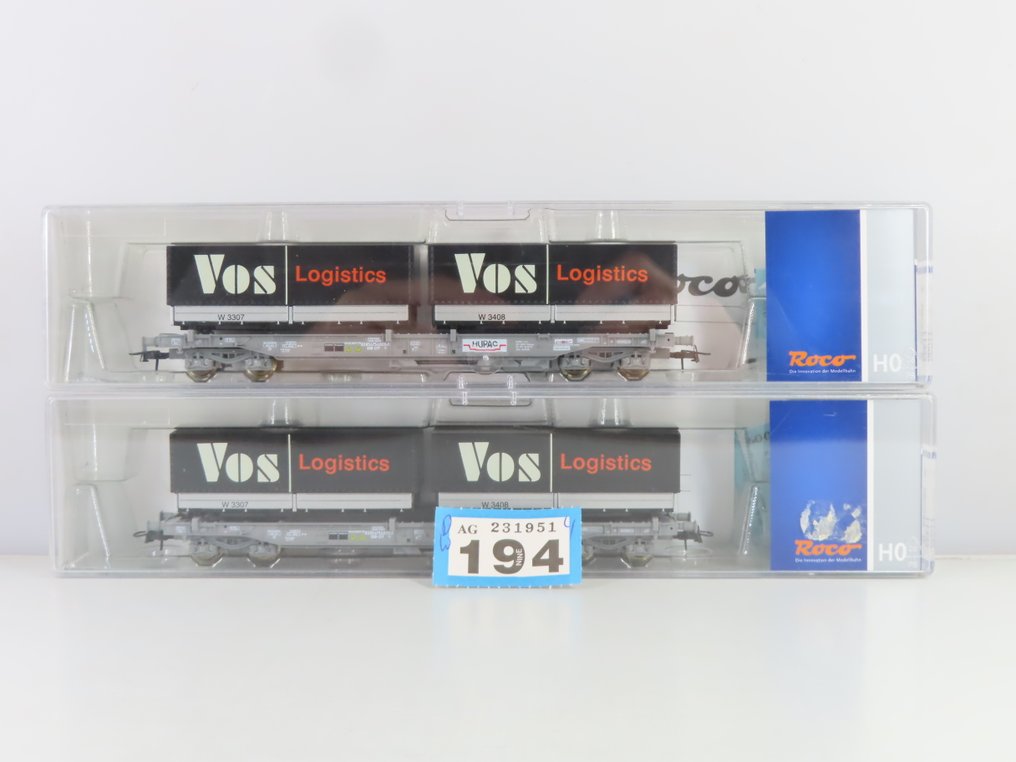 Vos Logistics Vos Logistics
W 3307 W 3408
HUPAC
Roco
Die Innovation der Modellbahn
H0
Vos Logistics Vos Logistics
W 3307 W 3408
Roco
Die Innovation der Modellbahn
H0
AG 231951
194
NINE